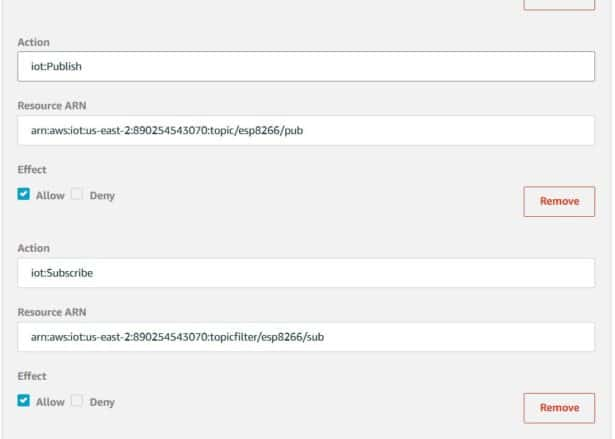 Action
iot:Publish
Resource ARN
arn:aws:iot:us-east-2:890254543070:topic/esp8266/pub
Effect
Allow Deny
Remove
Action
iot:Subscribe
Resource ARN
arn:aws:iot:us-east-2:890254543070:topicfilter/esp8266/sub
Effect
Allow Deny
Remove